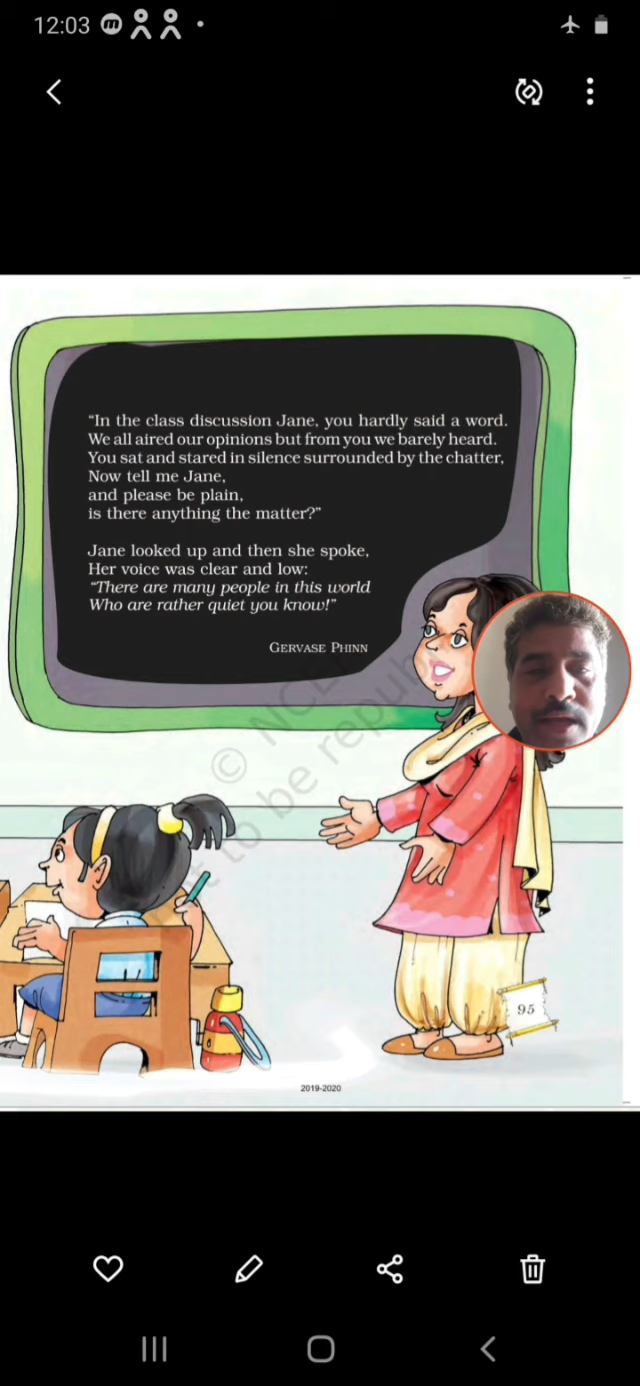 12:03
“In the class discussion Jane, you hardly said a word.
We all aired our opinions but from you we barely heard.
You sat and stared in silence surrounded by the chatter,
Now tell me Jane,
and please be plain,
is there anything the matter?”
Jane looked up and then she spoke,
Her voice was clear and low:
“There are many people in this world
Who are rather quiet you know!”
GERVASE PHINN
© NCE
to be repub
95
2019-2020